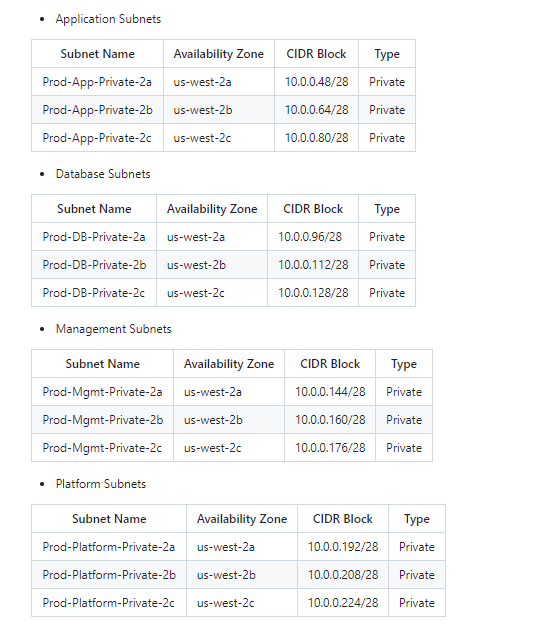 Application Subnets
Subnet Name Availability Zone CIDR Block Type
Prod-App-Private-2a us-west-2a 10.0.0.48/28 Private
Prod-App-Private-2b us-west-2b 10.0.0.64/28 Private
Prod-App-Private-2c us-west-2c 10.0.0.80/28 Private
Database Subnets
Subnet Name Availability Zone CIDR Block Type
Prod-DB-Private-2a us-west-2a 10.0.0.96/28 Private
Prod-DB-Private-2b us-west-2b 10.0.0.112/28 Private
Prod-DB-Private-2c us-west-2c 10.0.0.128/28 Private
Management Subnets
Subnet Name Availability Zone CIDR Block Type
Prod-Mgmt-Private-2a us-west-2a 10.0.0.144/28 Private
Prod-Mgmt-Private-2b us-west-2b 10.0.0.160/28 Private
Prod-Mgmt-Private-2c us-west-2c 10.0.0.176/28 Private
Platform Subnets
Subnet Name Availability Zone CIDR Block Type
Prod-Platform-Private-2a us-west-2a 10.0.0.192/28 Private
Prod-Platform-Private-2b us-west-2b 10.0.0.208/28 Private
Prod-Platform-Private-2c us-west-2c 10.0.0.224/28 Private